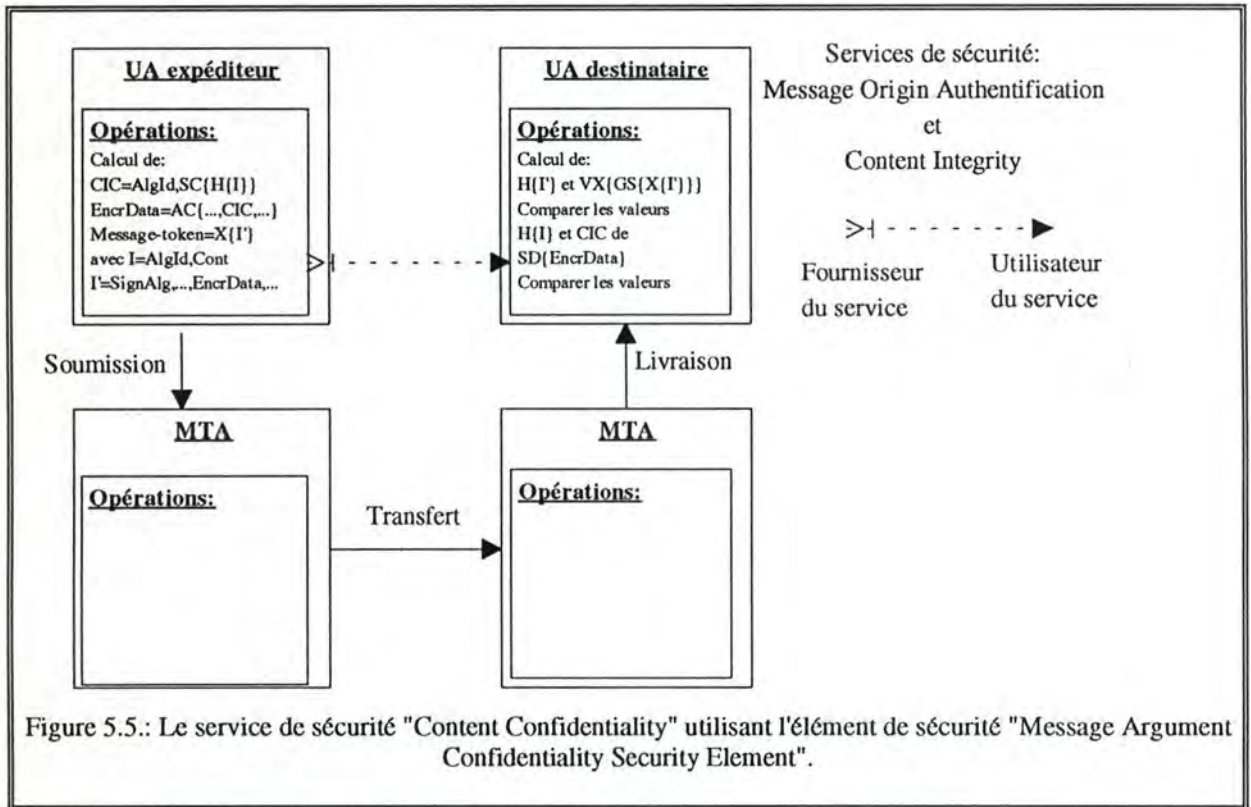 UA expéditeur
Opérations:
Calcul de:
CIC=AlgId,SC{H{I}}
EncrData=AC{...,CIC,...}
Message-token=X{I'}
avec I=AlgId,Cont
I'=SignAlg,...,EncrData,...
UA destinataire
Opérations:
Calcul de:
H{I'} et VX{GS{X{I'}}}
Comparer les valeurs
H{I} et CIC de
SD{EncrData}
Comparer les valeurs
Services de sécurité:
Message Origin Authentification
et
Content Integrity
Fournisseur
du service
Utilisateur
du service
Soumission
Livraison
MTA
Opérations:
Transfert
MTA
Opérations:
Figure 5.5.: Le service de sécurité "Content Confidentiality" utilisant l'élément de sécurité "Message Argument
Confidentiality Security Element".